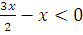 3x/2 − x < 0